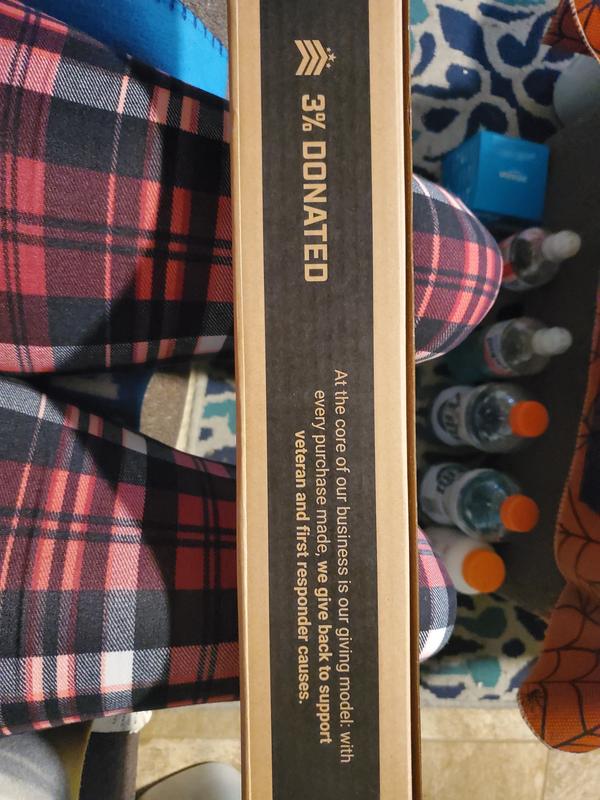 3% DONATED
At the core of our business is our giving model: with
every purchase made, we give back to support
veteran and first responder causes.